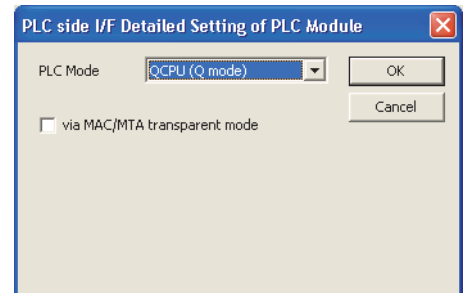 PLC side I/F Detailed Setting of PLC Module
PLC Mode QCPU (Q mode) OK
Cancel
via MAC/MTA transparent mode